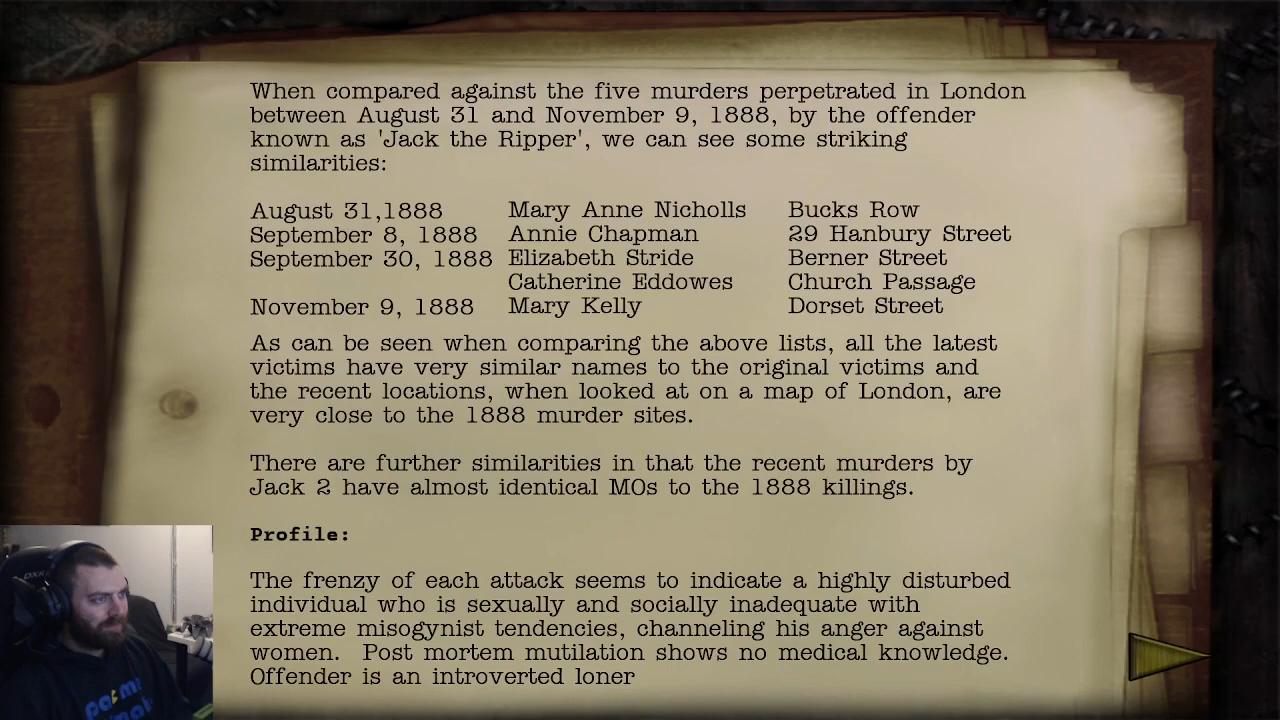 When compared against the five murders perpetrated in London
between August 31 and November 9, 1888, by the offender
known as 'Jack the Ripper', we can see some striking
similarities:
August 31,1888 Mary Anne Nicholls Bucks Row
September 8, 1888 Annie Chapman 29 Hanbury Street
September 30, 1888 Elizabeth Stride Berner Street
Catherine Eddowes Church Passage
November 9, 1888 Mary Kelly Dorset Street
As can be seen when comparing the above lists, all the latest
victims have very similar names to the original victims and
the recent locations, when looked at on a map of London, are
very close to the 1888 murder sites.
There are further similarities in that the recent murders by
Jack 2 have almost identical MOs to the 1888 killings.
Profile:
The frenzy of each attack seems to indicate a highly disturbed
individual who is sexually and socially inadequate with
extreme misogynist tendencies, channeling his anger against
women. Post mortem mutilation shows no medical knowledge.
Offender is an introverted loner